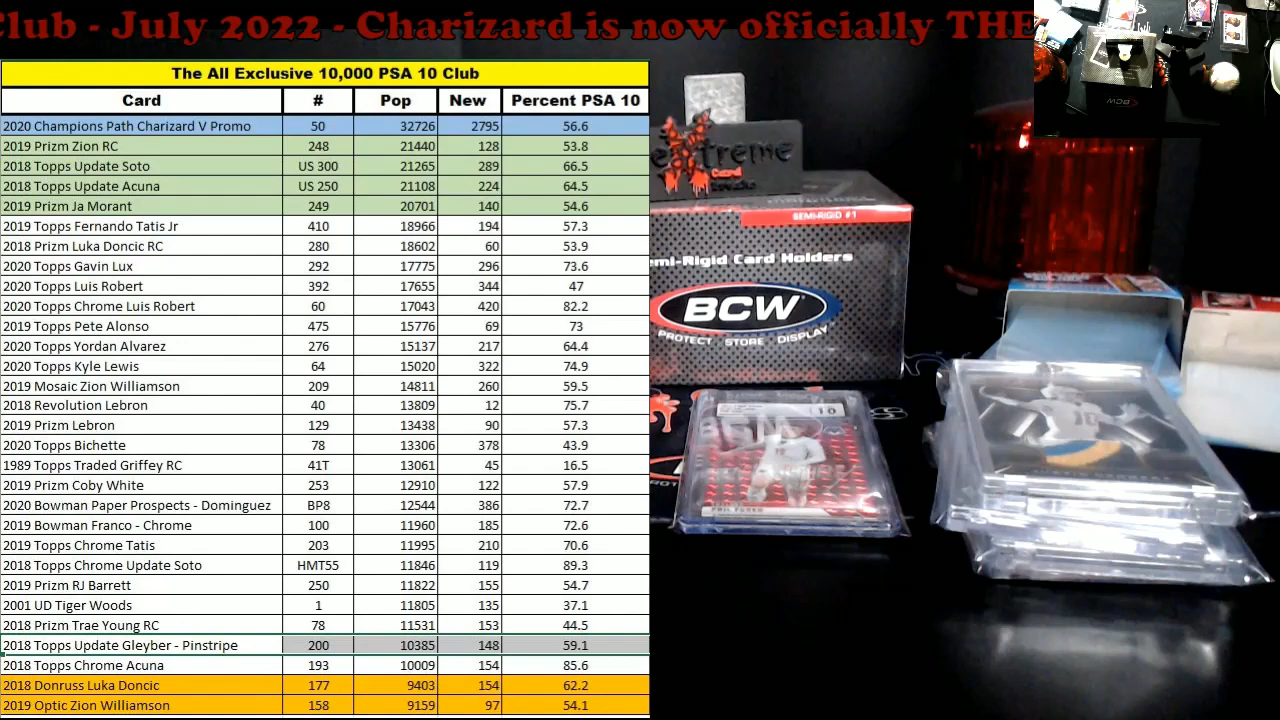 Club - July 2022 - Charizard is now officially THE
The All Exclusive 10,000 PSA 10 Club
Card # Pop New Percent PSA 10
2020 Champions Path Charizard V Promo 50 32726 2795 56.6
2019 Prizm Zion RC 248 21440 128 53.8
2018 Topps Update Soto US 300 21265 289 66.5
2018 Topps Update Acuna US 250 21108 224 64.5
2019 Prizm Ja Morant 249 20701 140 54.6
2019 Topps Fernando Tatis Jr 410 18966 194 57.3
2018 Prizm Luka Doncic RC 280 18602 60 53.9
2020 Topps Gavin Lux 292 17775 296 73.6
2020 Topps Luis Robert 392 17655 344 47
2020 Topps Chrome Luis Robert 60 17043 420 82.2
2019 Topps Pete Alonso 475 15776 69 73
2020 Topps Yordan Alvarez 276 15137 217 64.4
2020 Topps Kyle Lewis 64 15020 322 74.9
2019 Mosaic Zion Williamson 209 14811 260 59.5
2018 Revolution Lebron 40 13809 12 75.7
2019 Prizm Lebron 129 13438 90 57.3
2020 Topps Bichette 78 13306 378 43.9
1989 Topps Traded Griffey RC 41T 13061 45 16.5
2019 Prizm Coby White 253 12910 122 57.9
2020 Bowman Paper Prospects - Dominguez BP8 12544 386 72.7
2019 Bowman Franco - Chrome 100 11960 185 72.6
2019 Topps Chrome Tatis 203 11995 210 70.6
2018 Topps Chrome Update Soto HMT55 11846 119 89.3
2019 Prizm RJ Barrett 250 11822 155 54.7
2001 UD Tiger Woods 1 11805 135 37.1
2018 Prizm Trae Young RC 78 11531 153 44.5
2018 Topps Update Gleyber - Pinstripe 200 10385 148 59.1
2018 Topps Chrome Acuna 193 10009 154 85.6
2018 Donruss Luka Doncic 177 9403 154 62.2
2019 Optic Zion Williamson 158 9159 97 54.1
eXtreme
Card
SEMI-RIGID #1
emi-Rigid Card Holders
BCW
PROTECT STORE DISPLAY
10
BCW